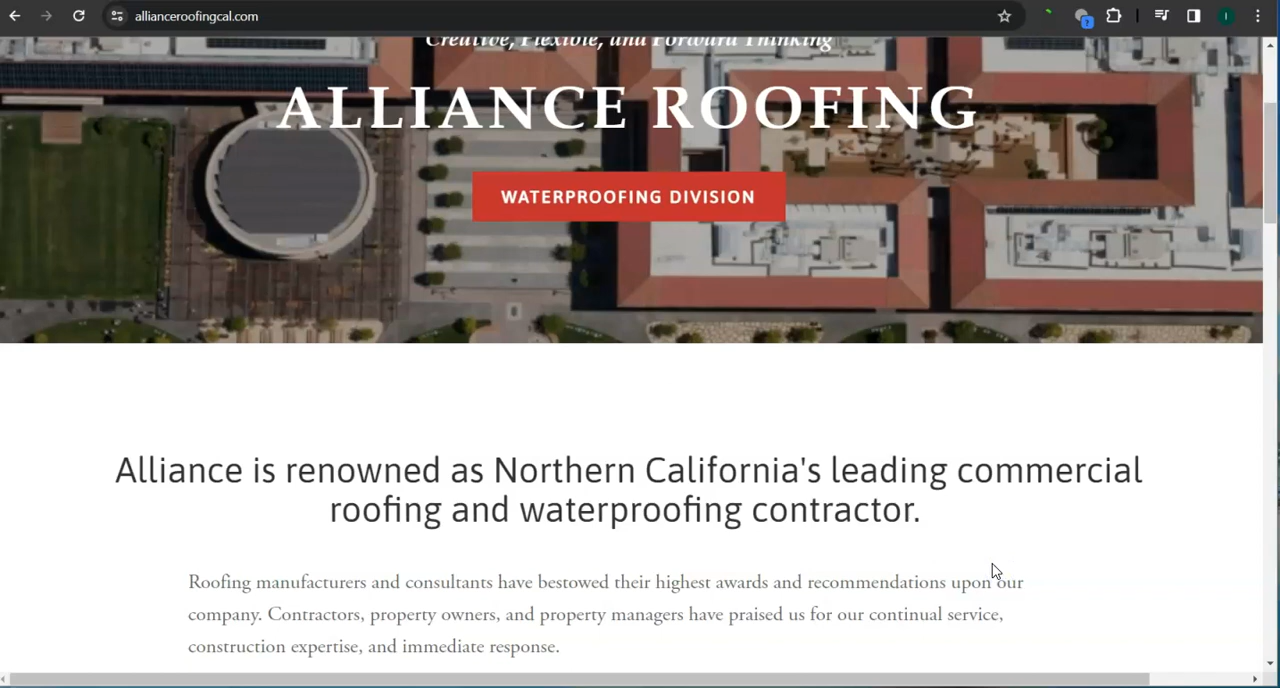 allianceroofingcal.com
Creative, Flexible, and Forward Thinking
ALLIANCE ROOFING
WATERPROOFING DIVISION
Alliance is renowned as Northern California's leading commercial
roofing and waterproofing contractor.
Roofing manufacturers and consultants have bestowed their highest awards and recommendations upon our
company. Contractors, property owners, and property managers have praised us for our continual service,
construction expertise, and immediate response.